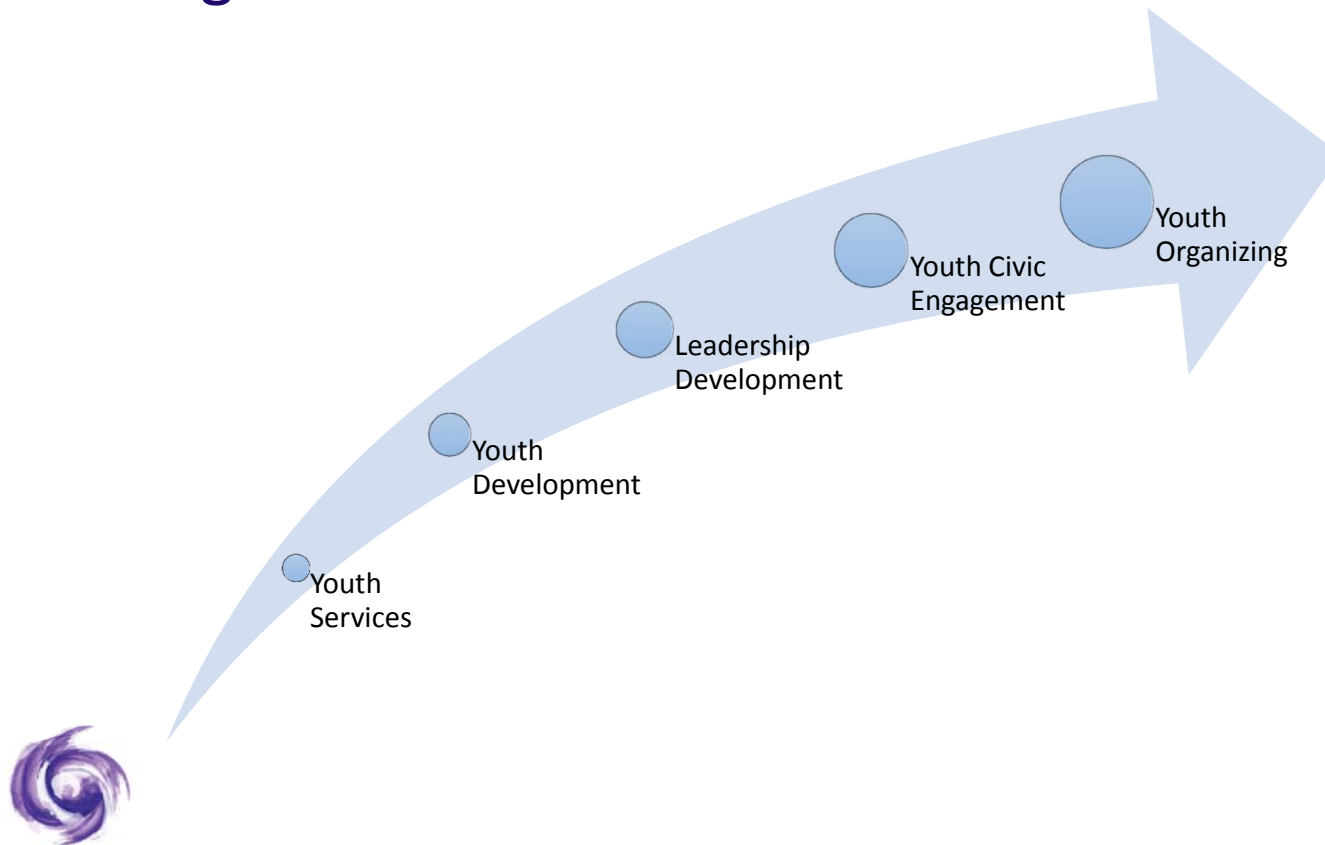 Youth
Services
Youth
Development
Leadership
Development
Youth Civic
Engagement
Youth
Organizing